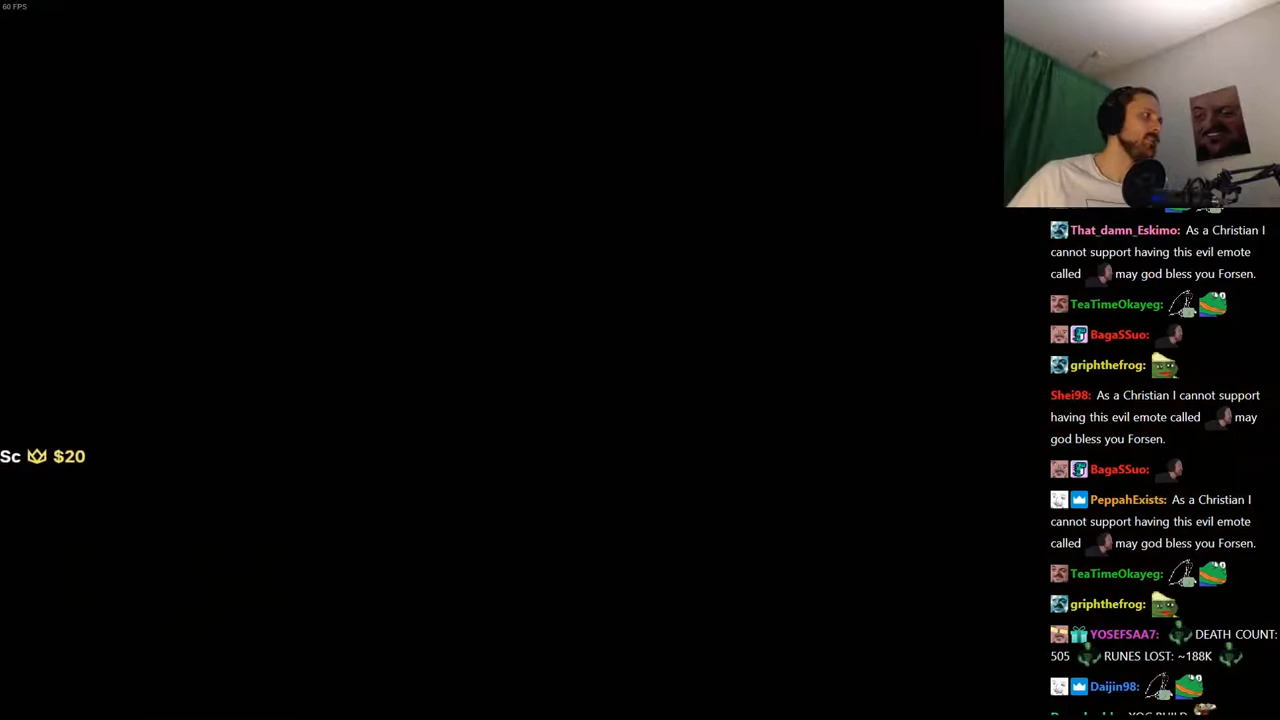 60 FPS
That_damn_Eskimo: As a Christian I
cannot support having this evil emote
called may god bless you Forsen.
TeaTimeOkayeg:
BagaSSuo:
griphthefrog:
Shei98: As a Christian I cannot support
having this evil emote called may
god bless you Forsen.
Sc $20
BagaSSuo:
PeppahExists: As a Christian I
cannot support having this evil emote
called may god bless you Forsen.
TeaTimeOkayeg:
griphthefrog:
YOSEFSAA7: DEATH COUNT:
505 RUNES LOST: ~188K
Daijin98: